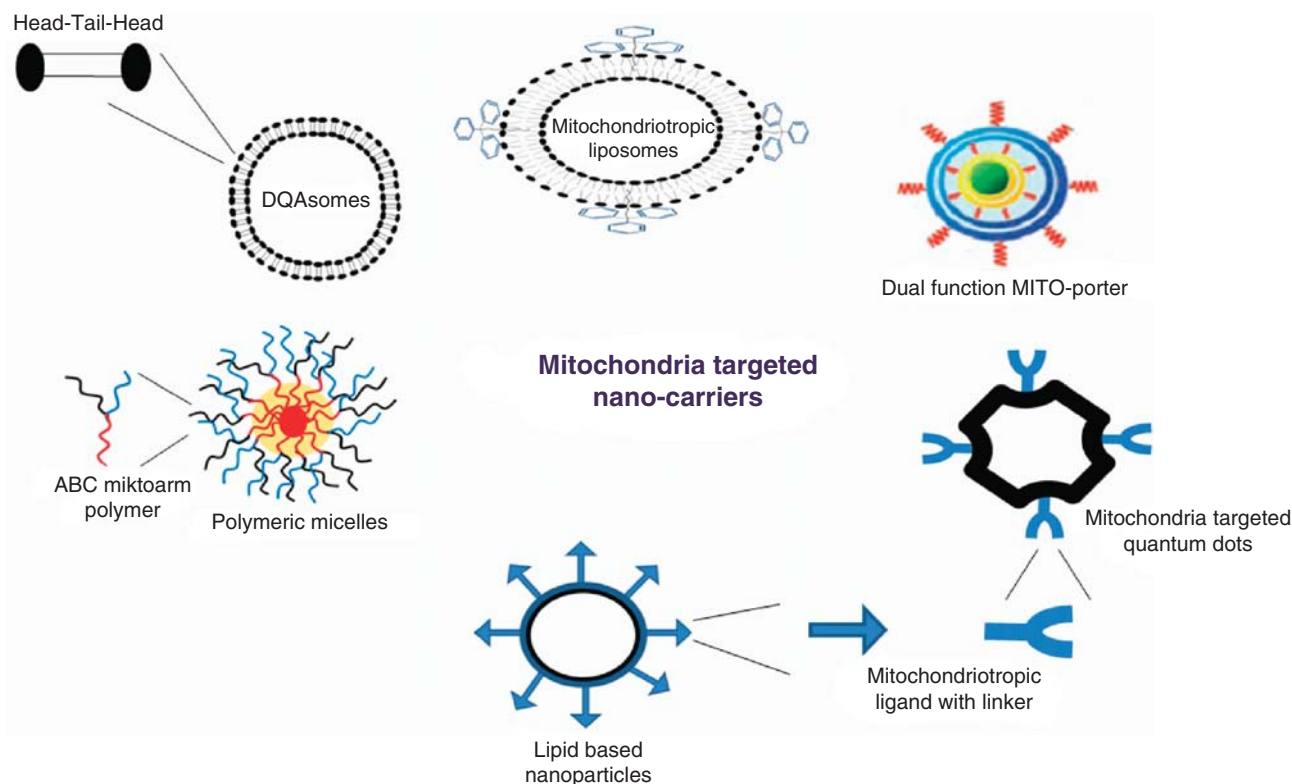 Head-Tail-Head
DQAsomes
Mitochondriotropic
liposomes
Dual function MITO-porter
Mitochondria targeted
nano-carriers
ABC miktoarm
polymer
Polymeric micelles
Mitochondria targeted
quantum dots
Mitochondriotropic
ligand with linker
Lipid based
nanoparticles